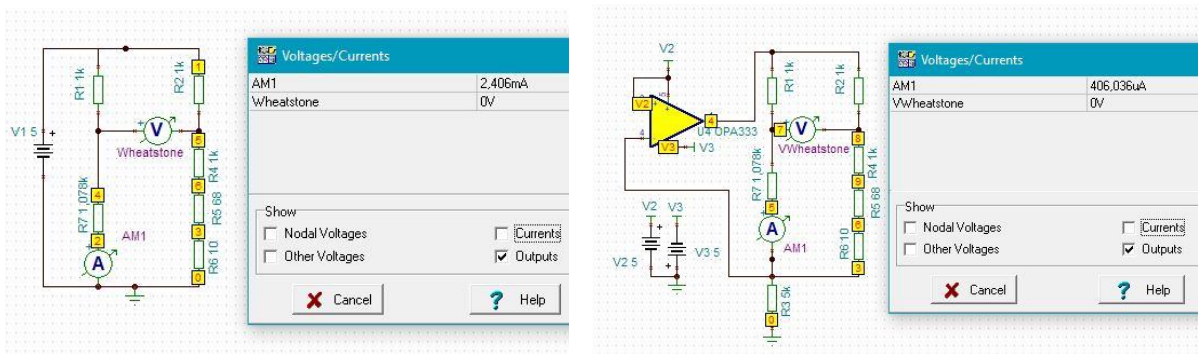 Voltages/Currents
AM1 2,406mA
Wheatstone 0V
Show
Nodal Voltages Currents
Other Voltages Outputs
Cancel ? Help
V1 5
+
R1 1k
R2 1k
1
+ V
Wheatstone
5
R4 1k
4
6
R7 1,078k
R5 68
2
3
AM1
A
R6 10
0
Voltages/Currents
AM1 406,036uA
VWheatstone 0V
Show
Nodal Voltages Currents
Other Voltages Outputs
Cancel ? Help
V2
R1 1k
R2 1k
V2
5
4
U4 OPA333
7
+ V
8
4
V3 V3
VWheatstone
R4 1k
9
R7 1,078k
R5 68
V2 V3
5
6
A
AM1
R6 10
V2 5
V3 5
3
R3 5k
0